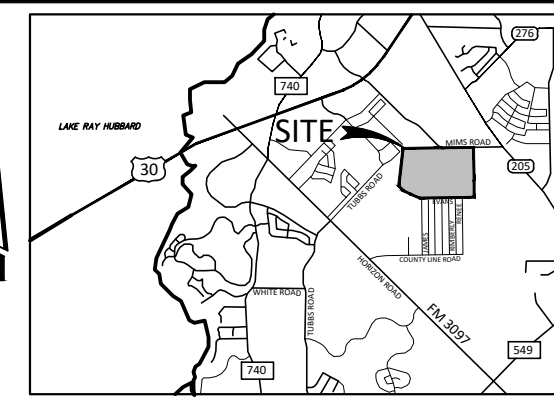 276
740
LAKE RAY HUBBARD
SITE
MIMS ROAD
30
205
TUBBS ROAD
EVANS
RENEE
KIMBERLY
JAMES
COUNTY LINE ROAD
HORIZON ROAD
WHITE ROAD
TUBBS ROAD
FM 3097
549
740